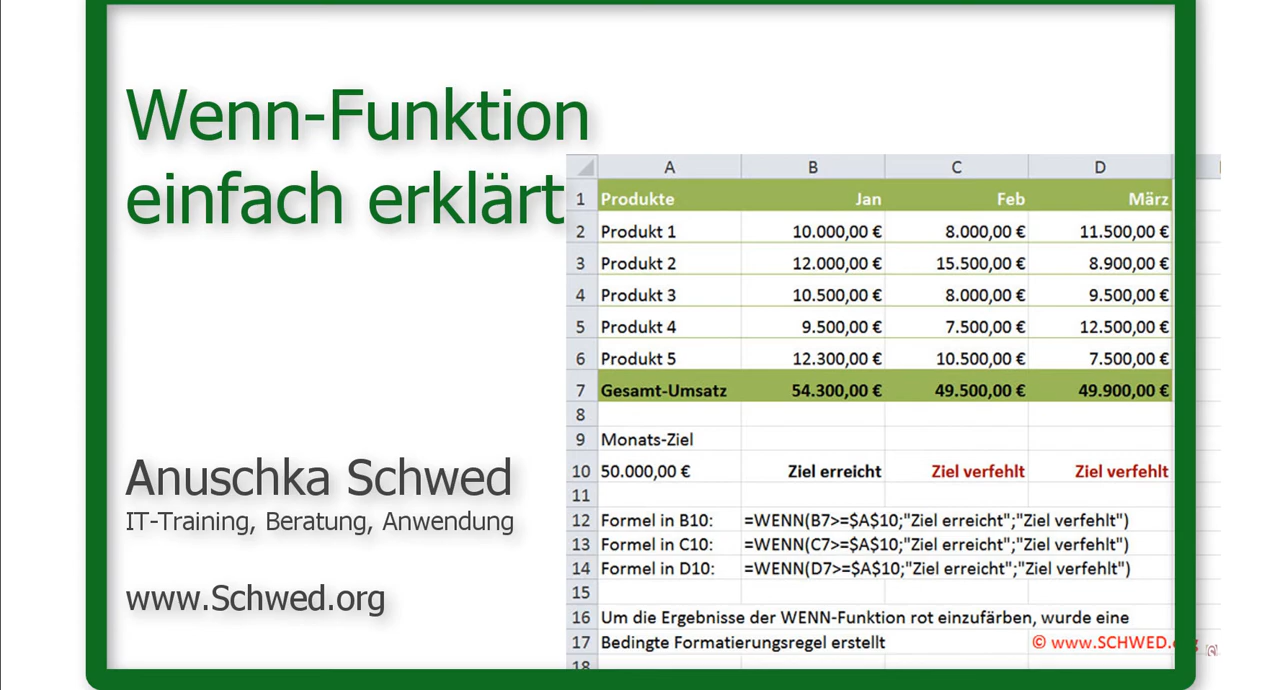 Wenn-Funktion
einfach erklärt
Anuschka Schwed
IT-Training, Beratung, Anwendung
www.Schwed.org
A B C D
1 Produkte Jan Feb März
2 Produkt 1 10.000,00 € 8.000,00 € 11.500,00 €
3 Produkt 2 12.000,00 € 15.500,00 € 8.900,00 €
4 Produkt 3 10.500,00 € 8.000,00 € 9.500,00 €
5 Produkt 4 9.500,00 € 7.500,00 € 12.500,00 €
6 Produkt 5 12.300,00 € 10.500,00 € 7.500,00 €
7 Gesamt-Umsatz 54.300,00 € 49.500,00 € 49.900,00 €
8
9 Monats-Ziel
10 50.000,00 € Ziel erreicht Ziel verfehlt Ziel verfehlt
11
12 Formel in B10: =WENN(B7>=$A$10;"Ziel erreicht";"Ziel verfehlt")
13 Formel in C10: =WENN(C7>=$A$10;"Ziel erreicht";"Ziel verfehlt")
14 Formel in D10: =WENN(D7>=$A$10;"Ziel erreicht";"Ziel verfehlt")
15
16 Um die Ergebnisse der WENN-Funktion rot einzufärben, wurde eine
17 Bedingte Formatierungsregel erstellt © www.SCHWED.
18